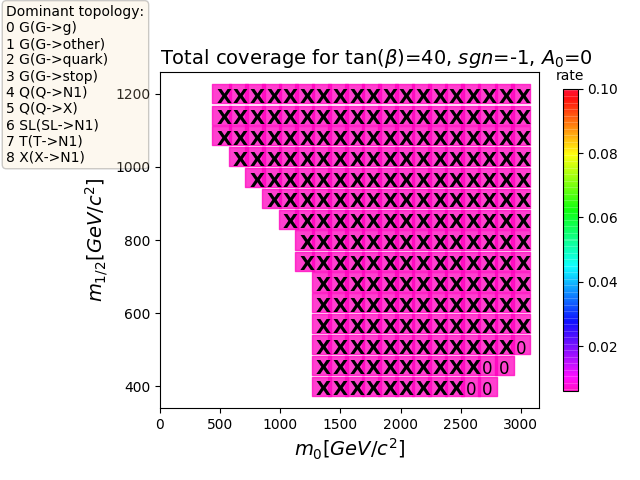 Dominant topology:
0 G(G->g)
1 G(G->other)
2 G(G->quark)
3 G(G->stop)
4 Q(Q->N1)
5 Q(Q->X)
6 SL(SL->N1)
7 T(T->N1)
8 X(X->N1)
Total coverage for tan(β)=40, sgn=-1, A₀=0
rate
0.10
0.08
0.06
0.04
0.02
m₁/₂[GeV/c²]
1200
1000
800
600
400
X X X X X X X X X X X X X X X X X X X
X X X X X X X X X X X X X X X X X X X
X X X X X X X X X X X X X X X X X X X
X X X X X X X X X X X X X X X X X X
X X X X X X X X X X X X X X X X X
X X X X X X X X X X X X X X X X
X X X X X X X X X X X X X X X
X X X X X X X X X X X X X X
X X X X X X X X X X X X X X
X X X X X X X X X X X X X
X X X X X X X X X X X X X
X X X X X X X X X X X X X
X X X X X X X X X X X X 0
X X X X X X X X X X 0 0
X X X X X X X X X 0 0
0 500 1000 1500 2000 2500 3000
m₀[GeV/c²]